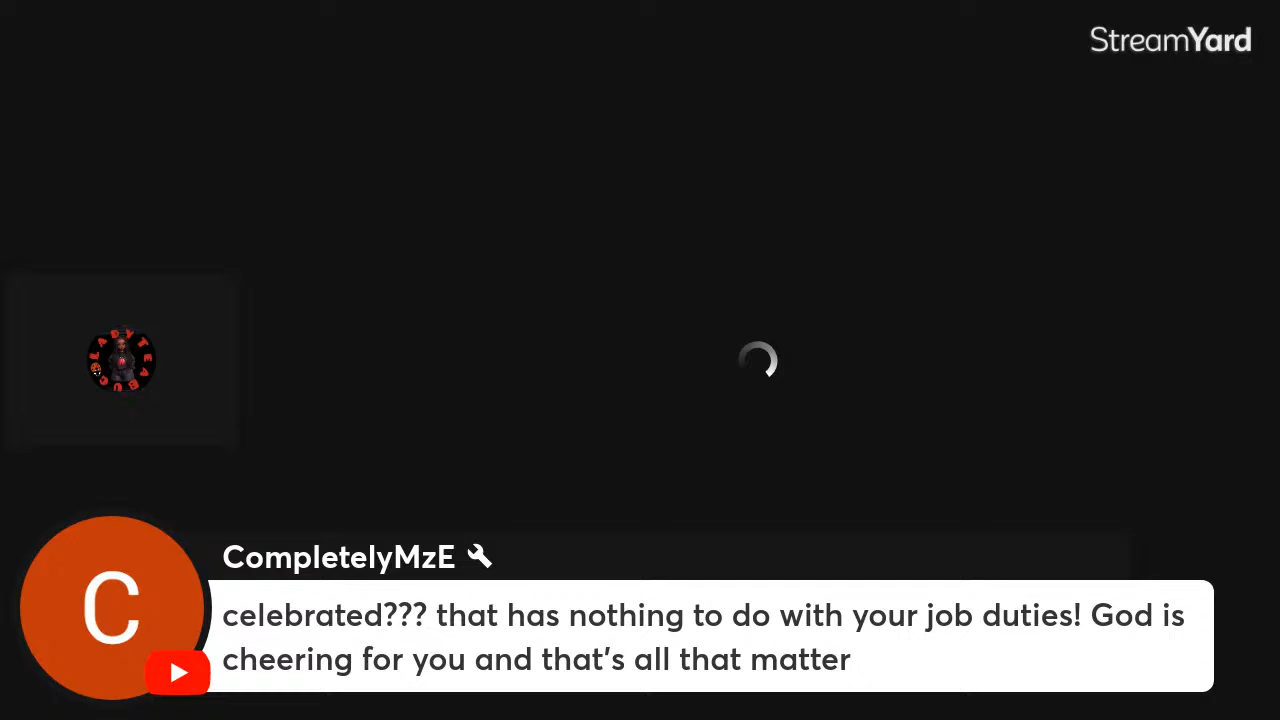 StreamYard
LADYTEABUG
CompletelyMzE
C
celebrated??? that has nothing to do with your job duties! God is
cheering for you and that's all that matter